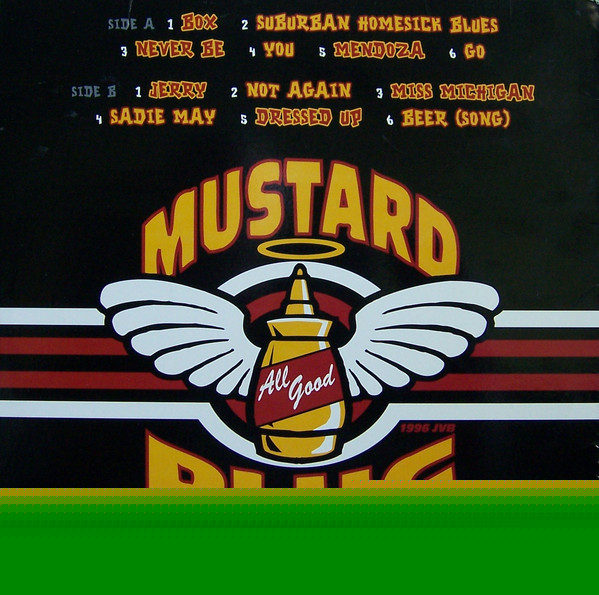 SIDE A 1 BOX 2 SUBURBAN HOMESICK BLUES
3 NEVER BE 4 YOU 5 MENDOZA 6 GO
SIDE B 1 JERRY 2 NOT AGAIN 3 MISS MICHIGAN
4 SADIE MAY 5 DRESSED UP 6 BEER (SONG)
MUSTARD
All
Good
1996 JVB